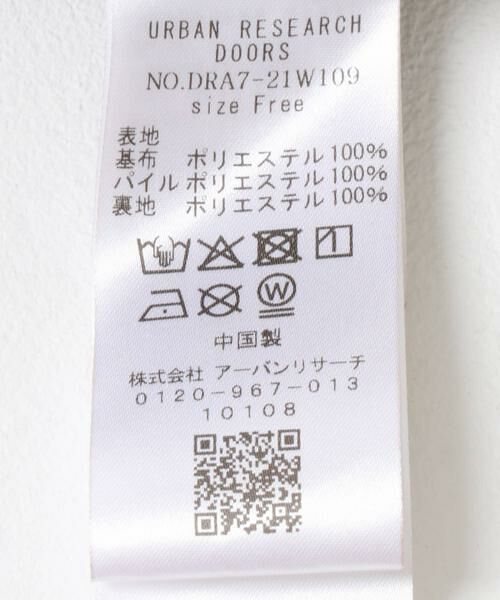 URBAN RESEARCH
DOORS
NO.DRA7-21W109
size Free
表地
基布 ポリエステル100%
パイル ポリエステル100%
裏地 ポリエステル100%
W
中国製
株式会社 アーバンリサーチ
0120-967-013
10108